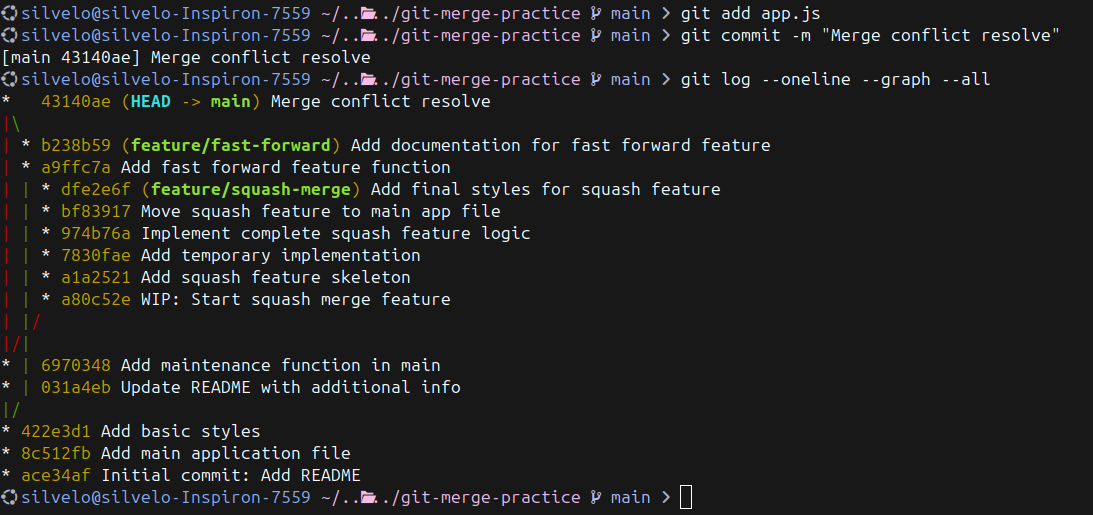 silvelo@silvelo-Inspiron-7559 ~/../../git-merge-practice main > git add app.js
silvelo@silvelo-Inspiron-7559 ~/../../git-merge-practice main > git commit -m "Merge conflict resolve"
[main 43140ae] Merge conflict resolve
silvelo@silvelo-Inspiron-7559 ~/../../git-merge-practice main > git log --oneline --graph --all
*   43140ae (HEAD -> main) Merge conflict resolve
|\
| * b238b59 (feature/fast-forward) Add documentation for fast forward feature
| * a9ffc7a Add fast forward feature function
| | * dfe2e6f (feature/squash-merge) Add final styles for squash feature
| | * bf83917 Move squash feature to main app file
| | * 974b76a Implement complete squash feature logic
| | * 7830fae Add temporary implementation
| | * a1a2521 Add squash feature skeleton
| | * a80c52e WIP: Start squash merge feature
| |/
|/|
* | 6970348 Add maintenance function in main
* | 031a4eb Update README with additional info
|/
* 422e3d1 Add basic styles
* 8c512fb Add main application file
* ace34af Initial commit: Add README
silvelo@silvelo-Inspiron-7559 ~/../../git-merge-practice main >